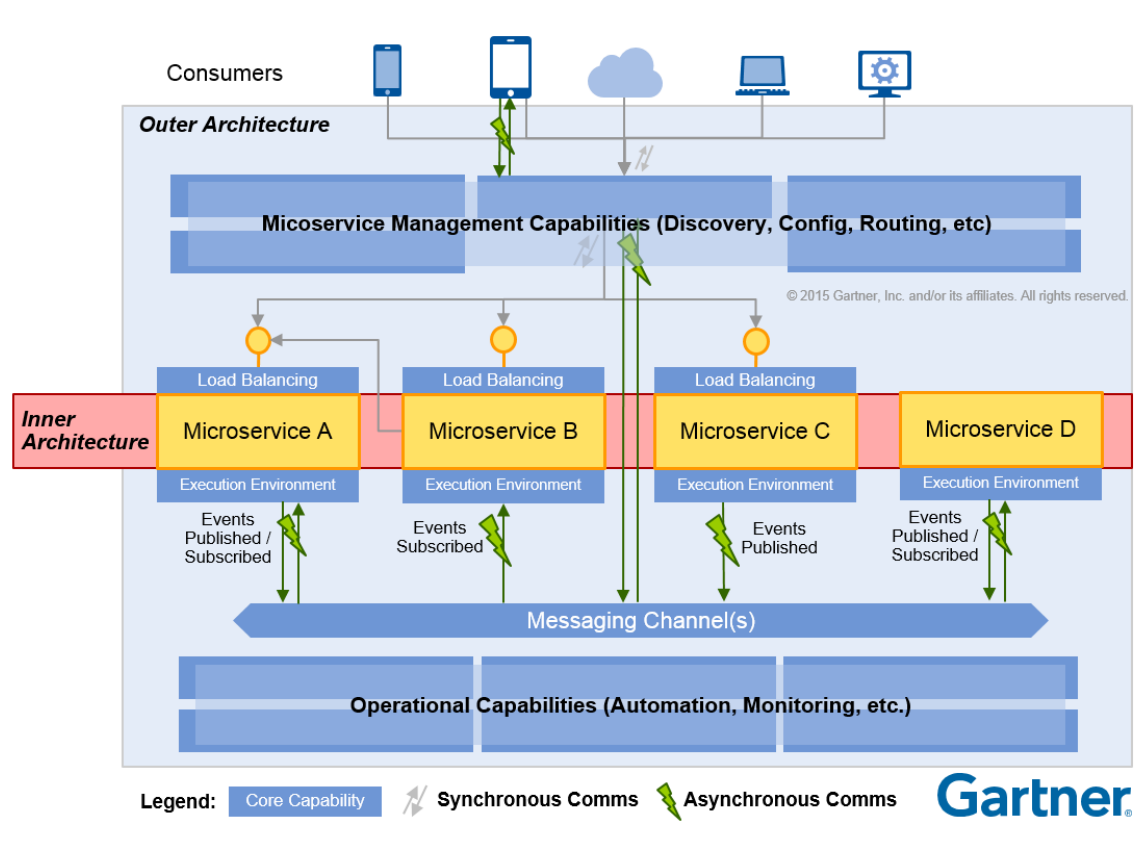 Consumers
Outer Architecture
Micoservice Management Capabilities (Discovery, Config, Routing, etc)
© 2015 Gartner, Inc. and/or its affiliates. All rights reserved.
Load Balancing
Load Balancing
Load Balancing
Inner
Architecture
Microservice A
Microservice B
Microservice C
Microservice D
Execution Environment
Execution Environment
Execution Environment
Execution Environment
Events
Published /
Subscribed
Events
Subscribed
Events
Published
Events
Published /
Subscribed
Messaging Channel(s)
Operational Capabilities (Automation, Monitoring, etc.)
Legend:
Core Capability
Synchronous Comms
Asynchronous Comms
Gartner®